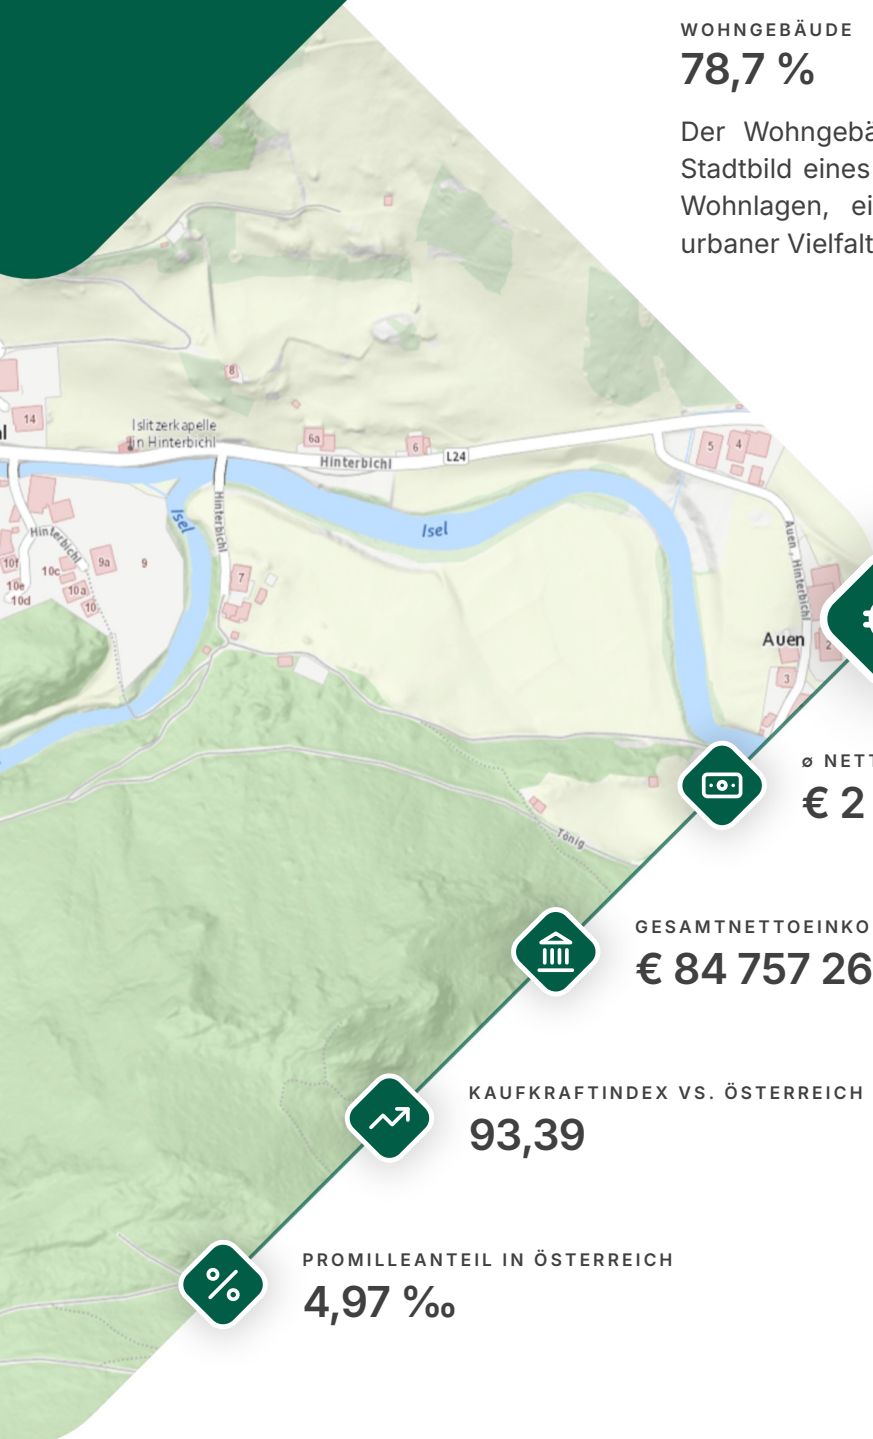 WOHNGEBÄUDE
78,7 %
Der Wohngebä
Stadtbild eines
Wohnlagen, ei
urbaner Vielfalt
8
14
l
Islitzerkapelle
in Hinterbichl
6a
6
Hinterbichl
L24
5
4
Isel
Isel
Hinterbichl
Hinterbichl
Auen, Hinterbichl
10f
10c
9a
9
10e
10a
10d
10
7
Auen
2
3
Tönig
ø NETT
€ 2
GESAMTNETTOEINKO
€ 84 757 26
KAUFKRAFTINDEX VS. ÖSTERREICH
93,39
PROMILLEANTEIL IN ÖSTERREICH
4,97 ‰